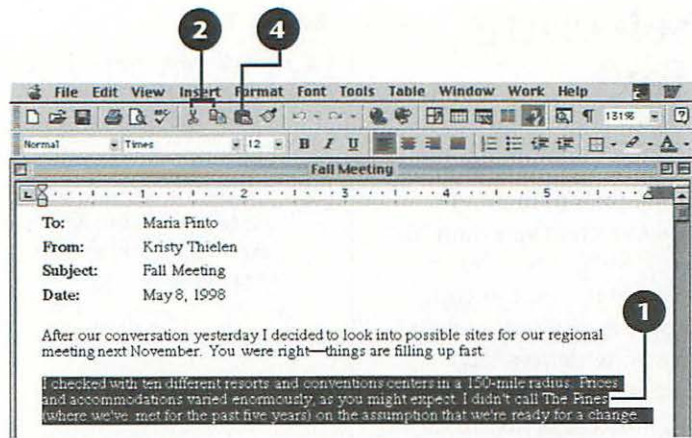 2 4
File Edit View Insert Format Font Tools Table Window Work Help
ABC ¶ 131% ?
Normal Times 12 B I U A
Fall Meeting
L 1 2 3 4 5
To: Maria Pinto
From: Kristy Thielen
Subject: Fall Meeting
Date: May 8, 1998
1
After our conversation yesterday I decided to look into possible sites for our regional
meeting next November. You were right—things are filling up fast.
I checked with ten different resorts and conventions centers in a 150-mile radius. Prices
and accommodations varied enormously, as you might expect. I didn't call The Pines
(where we've met for the past five years) on the assumption that we're ready for a change.